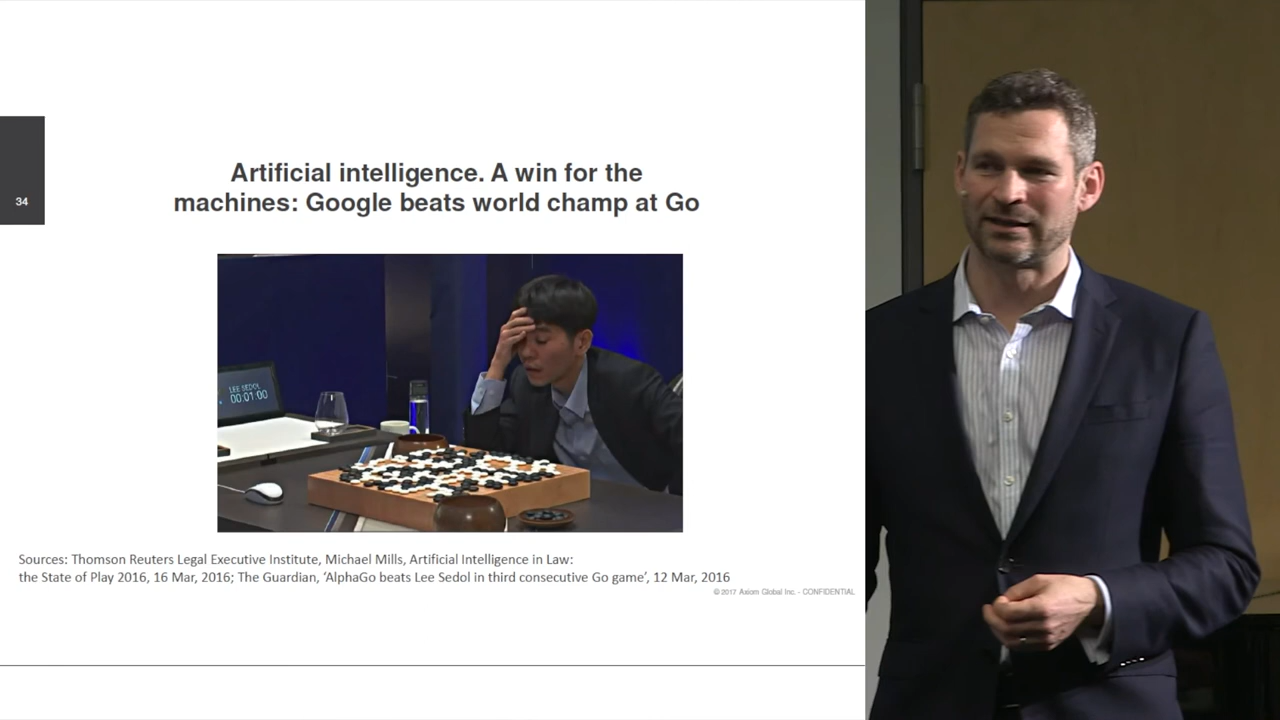 34
Artificial intelligence. A win for the
machines: Google beats world champ at Go
LEE SEDOL
00:01:00
Sources: Thomson Reuters Legal Executive Institute, Michael Mills, Artificial Intelligence in Law:
the State of Play 2016, 16 Mar, 2016; The Guardian, ‘AlphaGo beats Lee Sedol in third consecutive Go game’, 12 Mar, 2016
© 2017 Axiom Global Inc. - CONFIDENTIAL